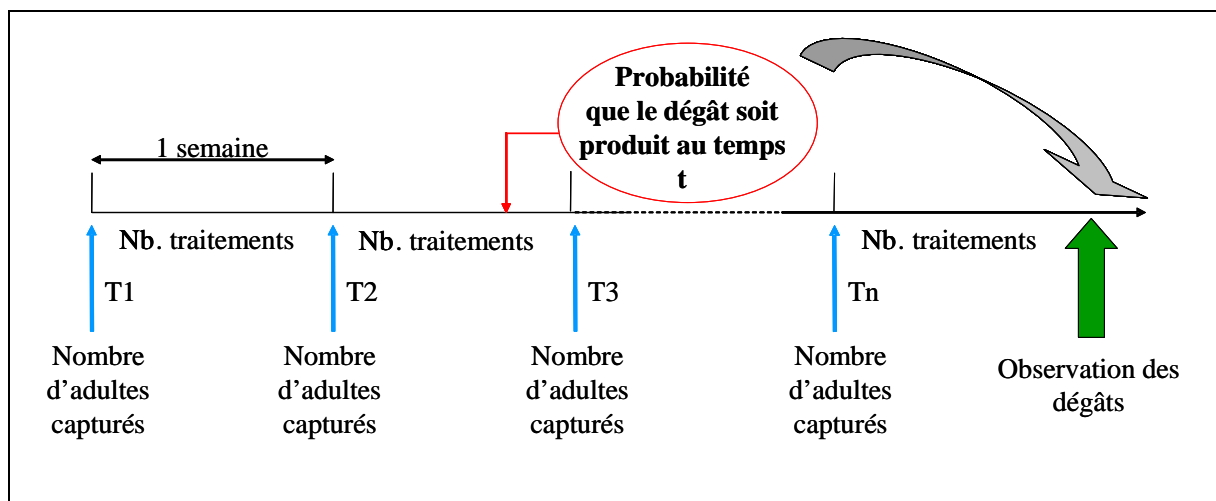 Probabilité
que le dégât soit
produit au temps
t
1 semaine
Nb. traitements
Nb. traitements
Nb. traitements
T1
T2
T3
Tn
Nombre
d’adultes
capturés
Nombre
d’adultes
capturés
Nombre
d’adultes
capturés
Nombre
d’adultes
capturés
Observation des
dégâts